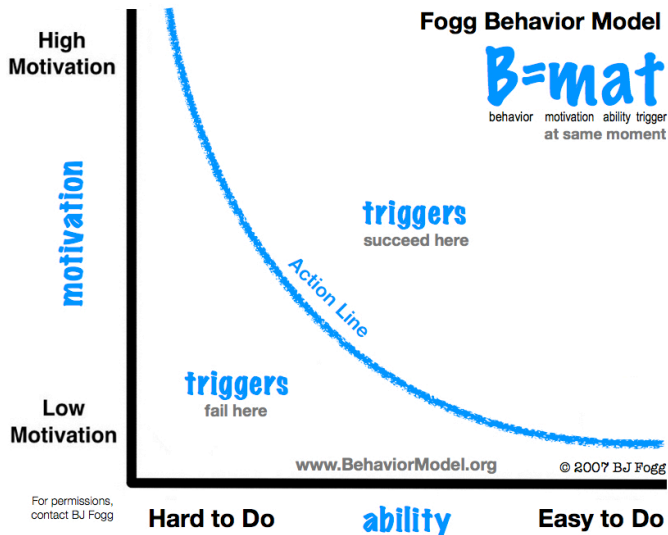 Fogg Behavior Model
B=mat
behavior motivation ability trigger
at same moment
High
Motivation
motivation
triggers
succeed here
Action Line
triggers
fail here
Low
Motivation
www.BehaviorModel.org
© 2007 BJ Fogg
For permissions,
contact BJ Fogg
Hard to Do
ability
Easy to Do